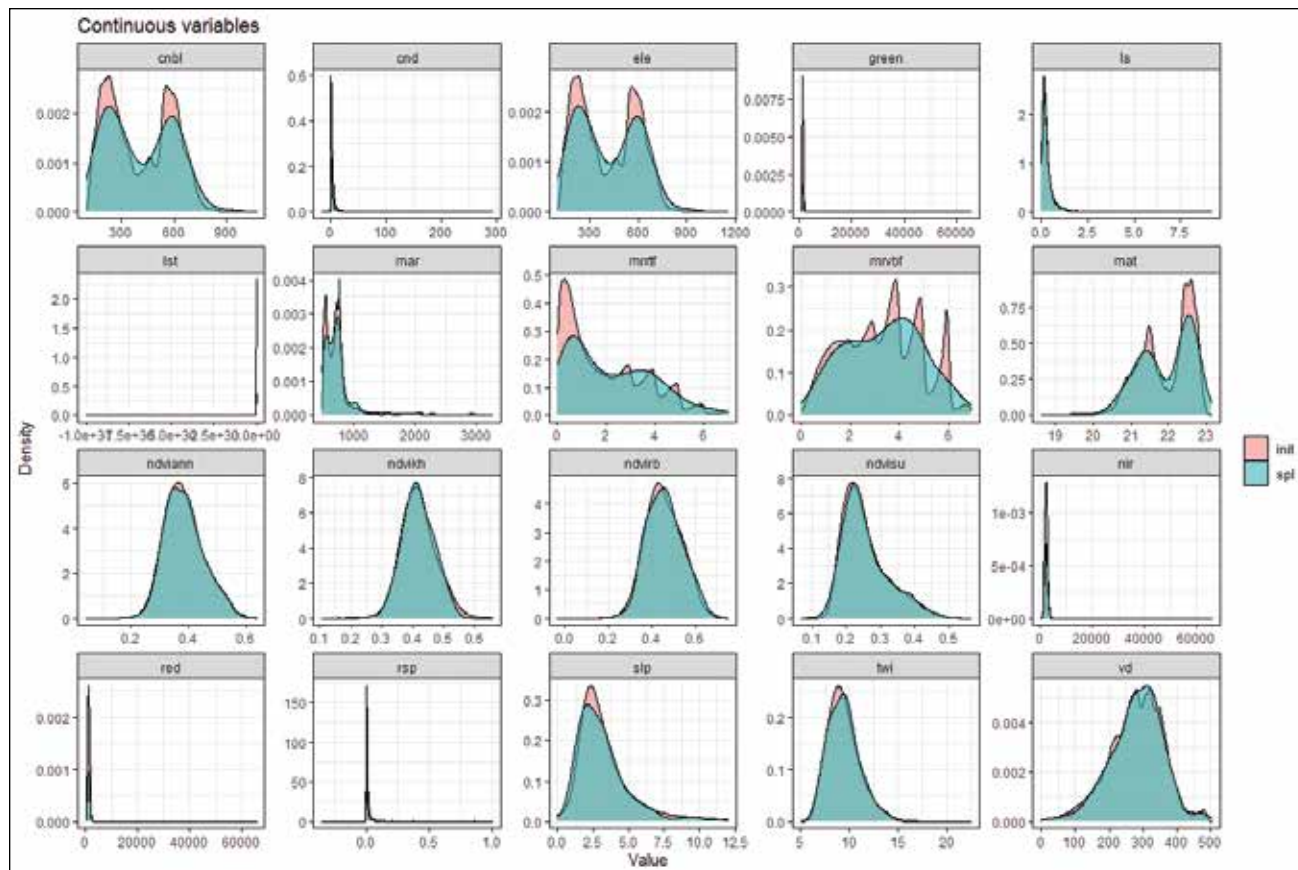 Continuous variables
cnbl cnd ele green la
0.002 0.6 0.002 0.0075 2
0.001 0.4 0.001 0.0050 1
0.000 0.2 0.000 0.0025 0
0.0 0.0000
300 600 900 0 100 200 300 300 600 900 1200 0 20000 40000 60000 0.0 2.5 5.0 7.5
lst mar mrrtf mrvbf mat
2.0 0.004 0.5 0.3 0.75
1.5 0.003 0.4 0.2 0.50
1.0 0.002 0.3 0.1 0.25
0.5 0.001 0.2 0.0 0.00
0.0 0.000 0.1
0.0
1000 2000 3000 0 2 4 6 0 2 4 6 19 20 21 22 23
Density
init
spl
ndviann ndvikh ndvirb ndvisu nir
6 8 4 8 1e-03
4 6 3 6 5e-04
2 4 2 4 0e+00
0 2 1 2
0 0 0
0.2 0.4 0.6 0.1 0.2 0.3 0.4 0.5 0.6 0.0 0.2 0.4 0.6 0.1 0.2 0.3 0.4 0.5 0 20000 40000 60000
red rsp slp twi vd
0.002 150 0.3 0.2 0.004
0.001 100 0.2 0.1 0.002
0.000 50 0.1 0.0 0.000
0 0.0
0 20000 40000 60000 0.0 0.5 1.0 0.0 2.5 5.0 7.5 10.0 12.5 5 10 15 20 0 100 200 300 400 500
Value